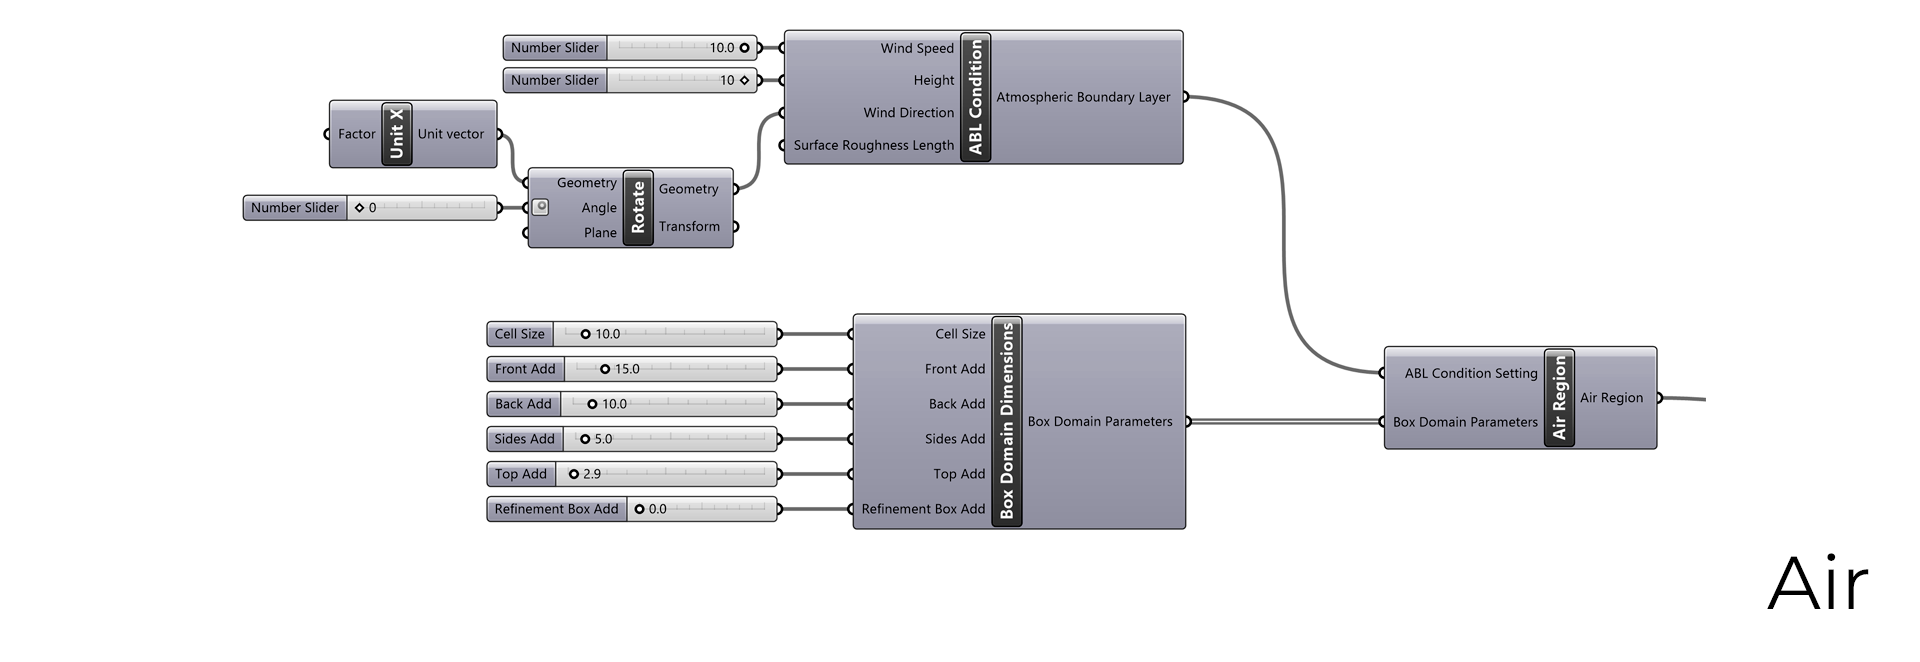 Number Slider 10.0
Number Slider 10
Wind Speed
Height
Wind Direction
Surface Roughness Length
ABL Condition
Atmospheric Boundary Layer
Factor
Unit X
Unit vector
Number Slider 0
Geometry
Angle
Plane
Rotate
Geometry
Transform
Cell Size 10.0
Front Add 15.0
Back Add 10.0
Sides Add 5.0
Top Add 2.9
Refinement Box Add 0.0
Cell Size
Front Add
Back Add
Sides Add
Top Add
Refinement Box Add
Box Domain Dimensions
Box Domain Parameters
ABL Condition Setting
Box Domain Parameters
Air Region
Air Region
Air